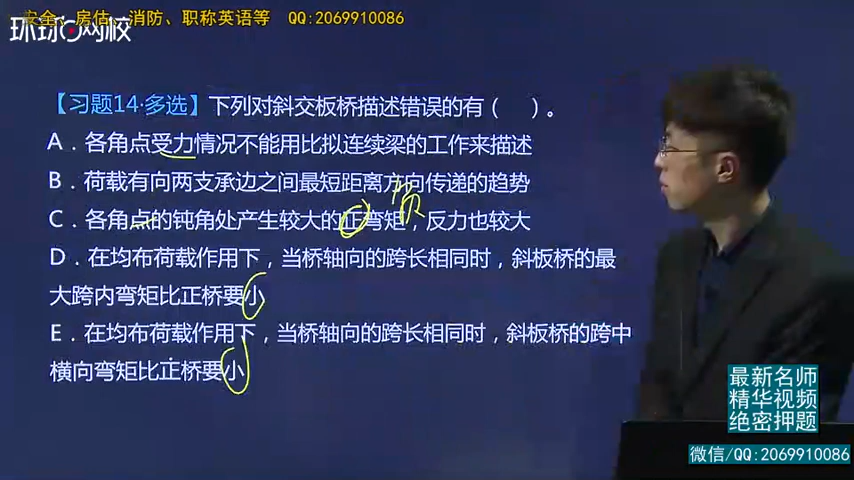 安全、房估、消防、职称英语等 QQ:2069910086
环球网校
【习题14·多选】下列对斜交板桥描述错误的有（ ）。
A．各角点受力情况不能用比拟连续梁的工作来描述
B．荷载有向两支承边之间最短距离方向传递的趋势
C．各角点的钝角处产生较大的正弯矩，反力也较大
负
D．在均布荷载作用下，当桥轴向的跨长相同时，斜板桥的最
大跨内弯矩比正桥要小
E．在均布荷载作用下，当桥轴向的跨长相同时，斜板桥的跨中
横向弯矩比正桥要小
最新名师
精华视频
绝密押题
微信/QQ:2069910086